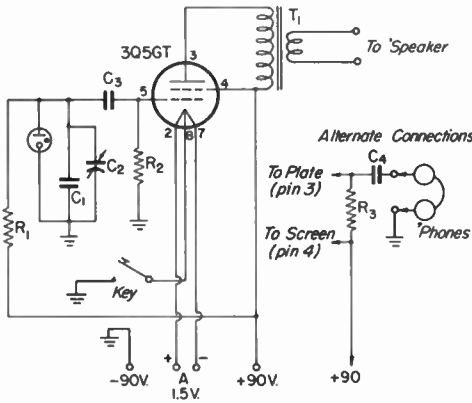 T1
3Q5GT
3
To Speaker
C3
5
4
2
8
7
Alternate Connections
C2
R2
C4
To Plate
(pin 3)
C1
R3
R1
'Phones
To Screen
(pin 4)
Key
+
-
-90V.
A
1.5V.
+90V.
+90